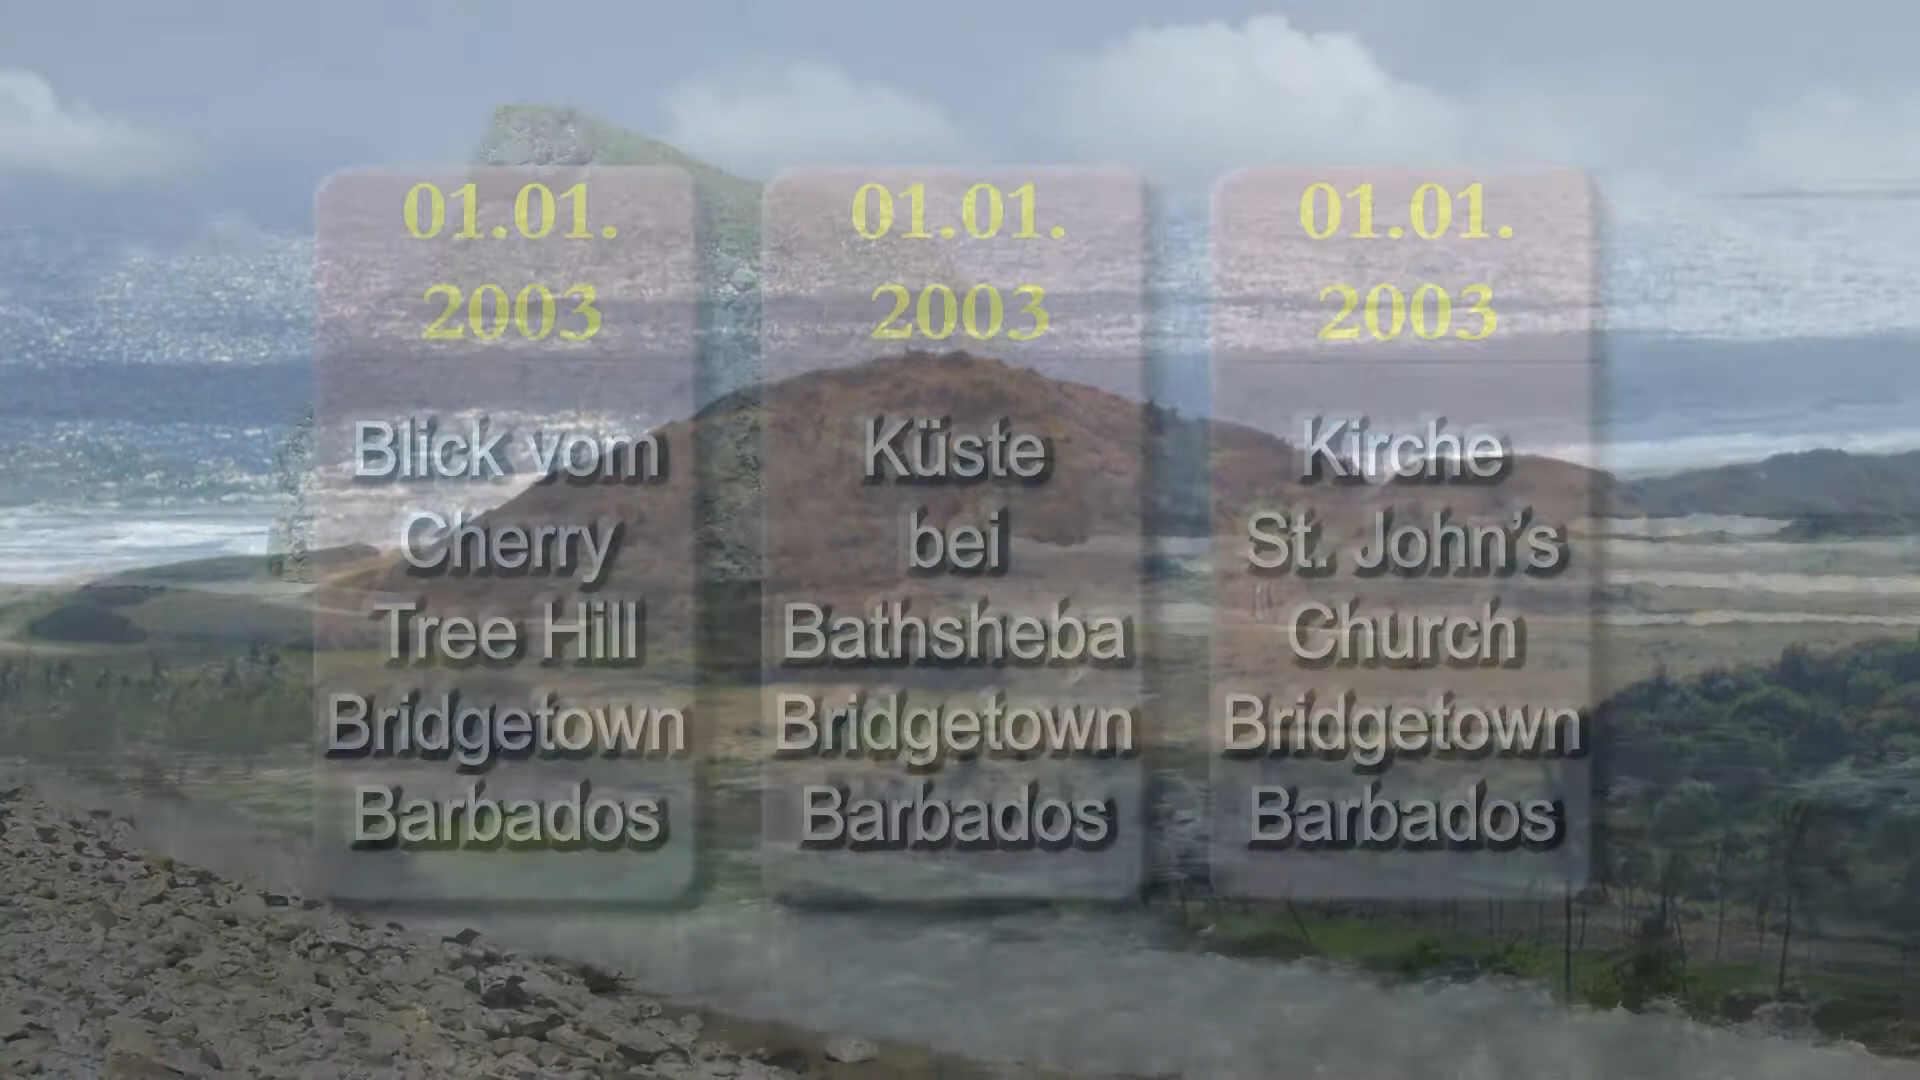 01.01.
2003
Blick vom
Cherry
Tree Hill
Bridgetown
Barbados
01.01.
2003
Küste
bei
Bathsheba
Bridgetown
Barbados
01.01.
2003
Kirche
St. John’s
Church
Bridgetown
Barbados